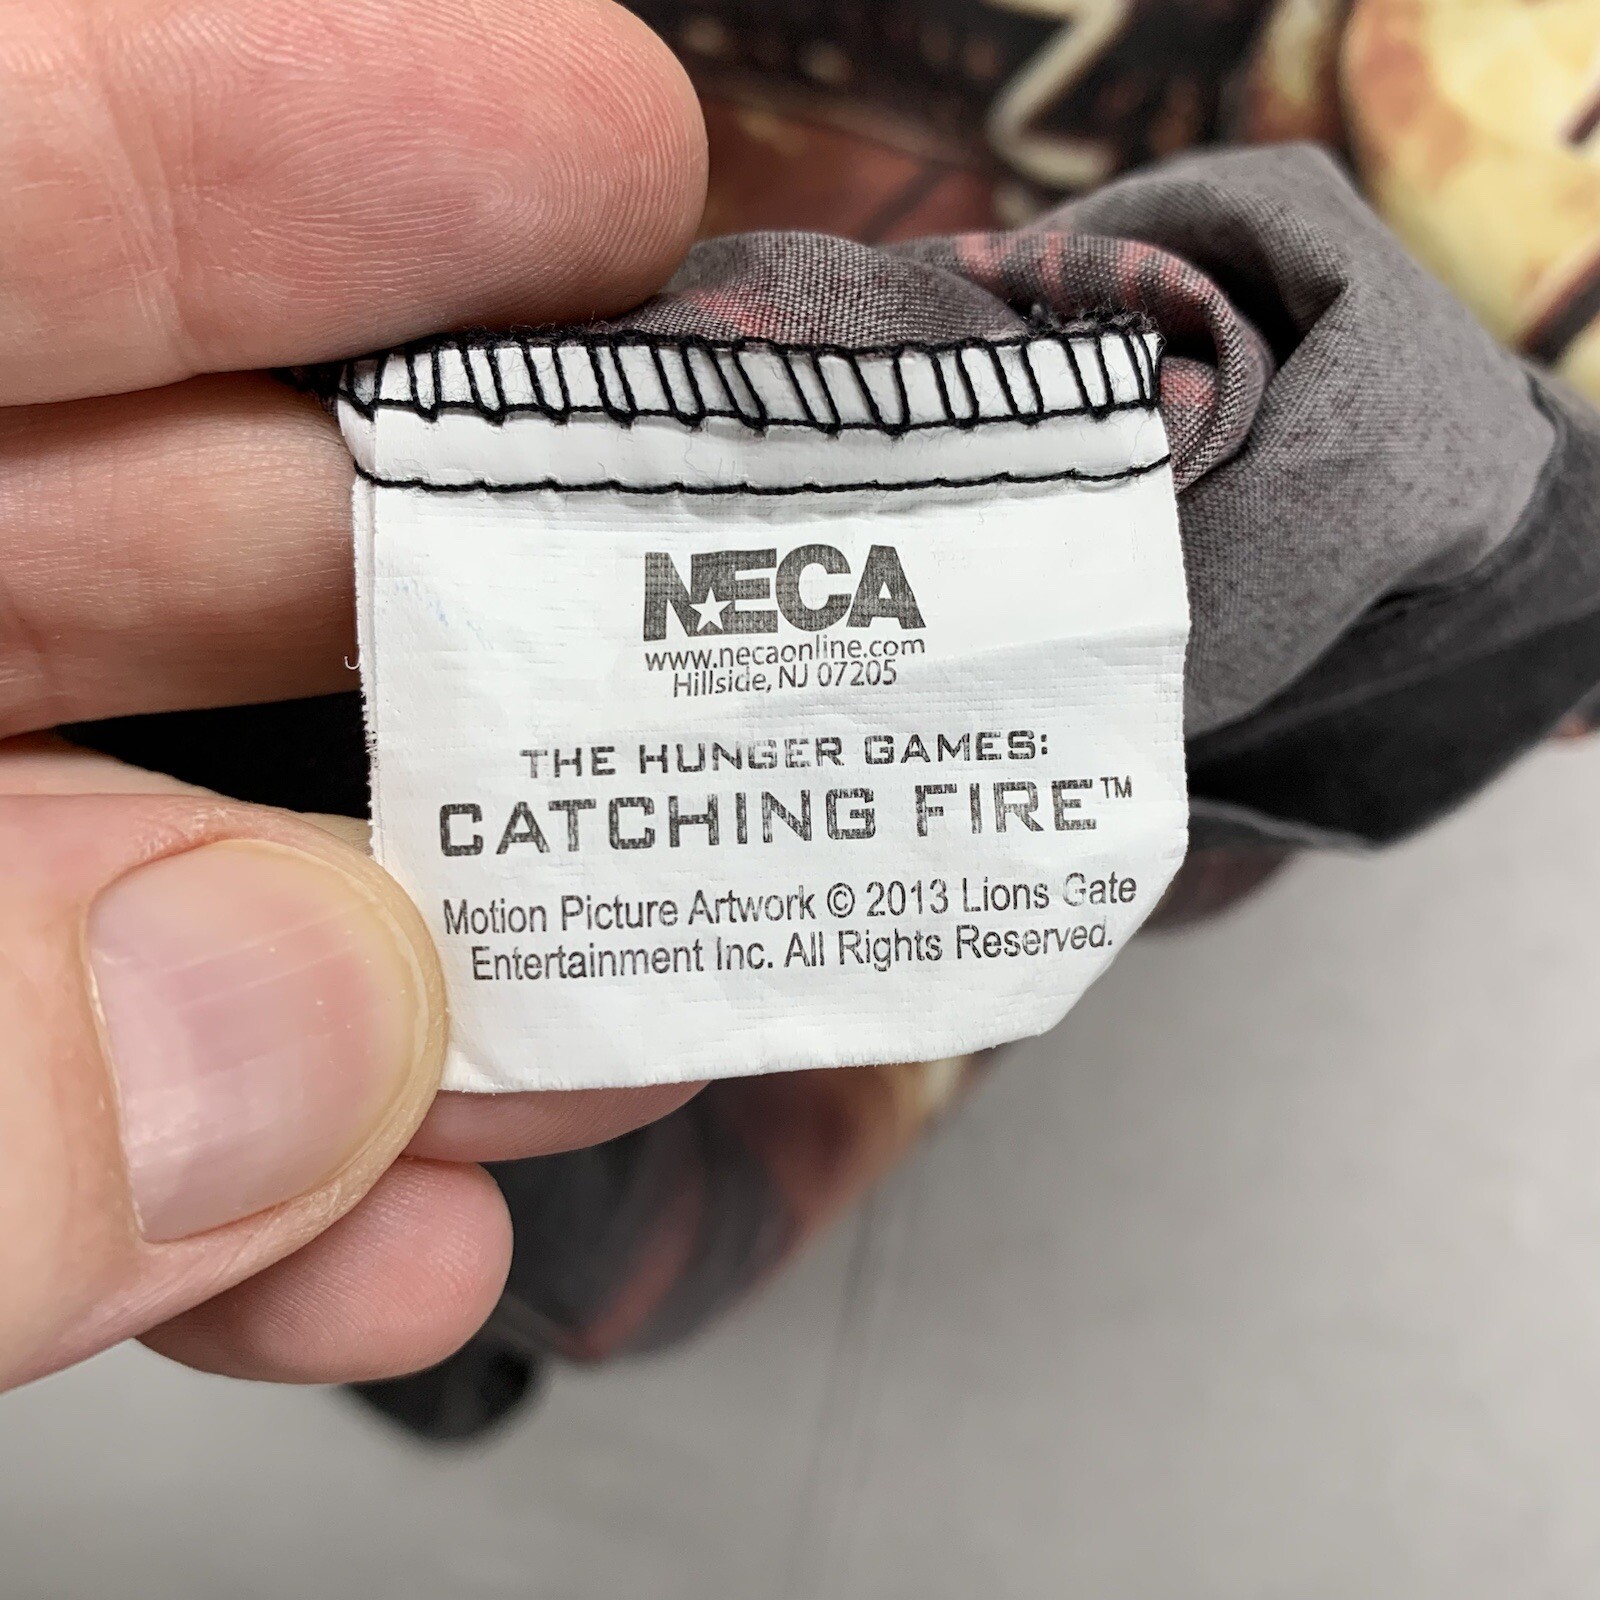 NECA
www.necaonline.com
Hillside, NJ 07205
THE HUNGER GAMES:
CATCHING FIRE™
Motion Picture Artwork © 2013 Lions Gate
Entertainment Inc. All Rights Reserved.